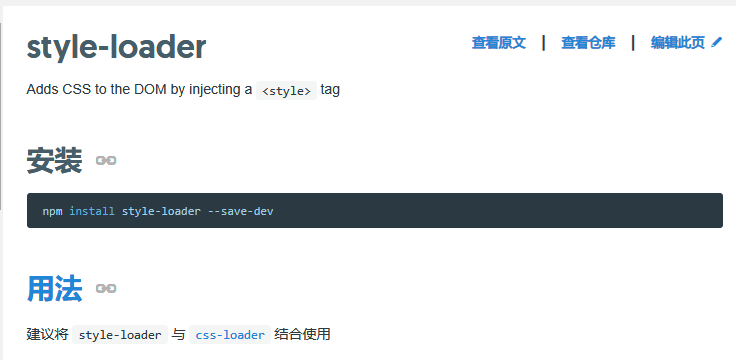 style-loader
查看原文 | 查看仓库 | 编辑此页
Adds CSS to the DOM by injecting a <style> tag
安装
npm install style-loader --save-dev
用法
建议将 style-loader 与 css-loader 结合使用